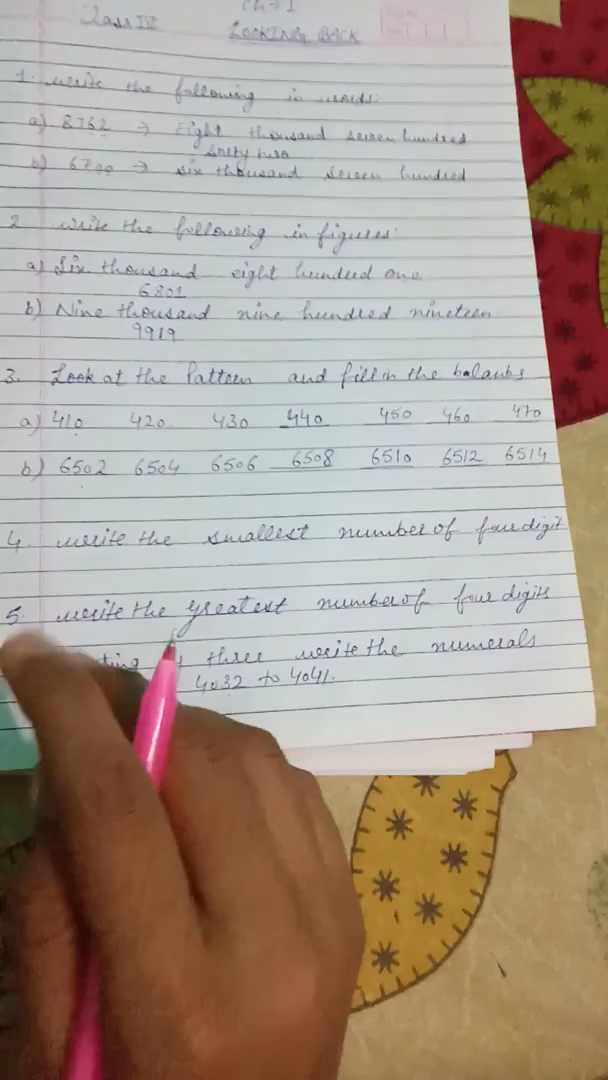 Ch - 1
Class IV LOOKING BACK
1. Write the following in words.
a) 8762 → Eight thousand seven hundred
sixty two
b) 6700 → six thousand seven hundred
2. Write the following in figures:
a) Six thousand eight hundred one
6801
b) Nine thousand nine hundred nineteen
9919
3. Look at the Pattern and fill in the balanks
a) 410 420 430 440 450 460 470
b) 6502 6504 6506 6508 6510 6512 6514
4. write the smallest number of four digit
5. write the greatest number of four digits
three write the numerals
4032 to 4041.